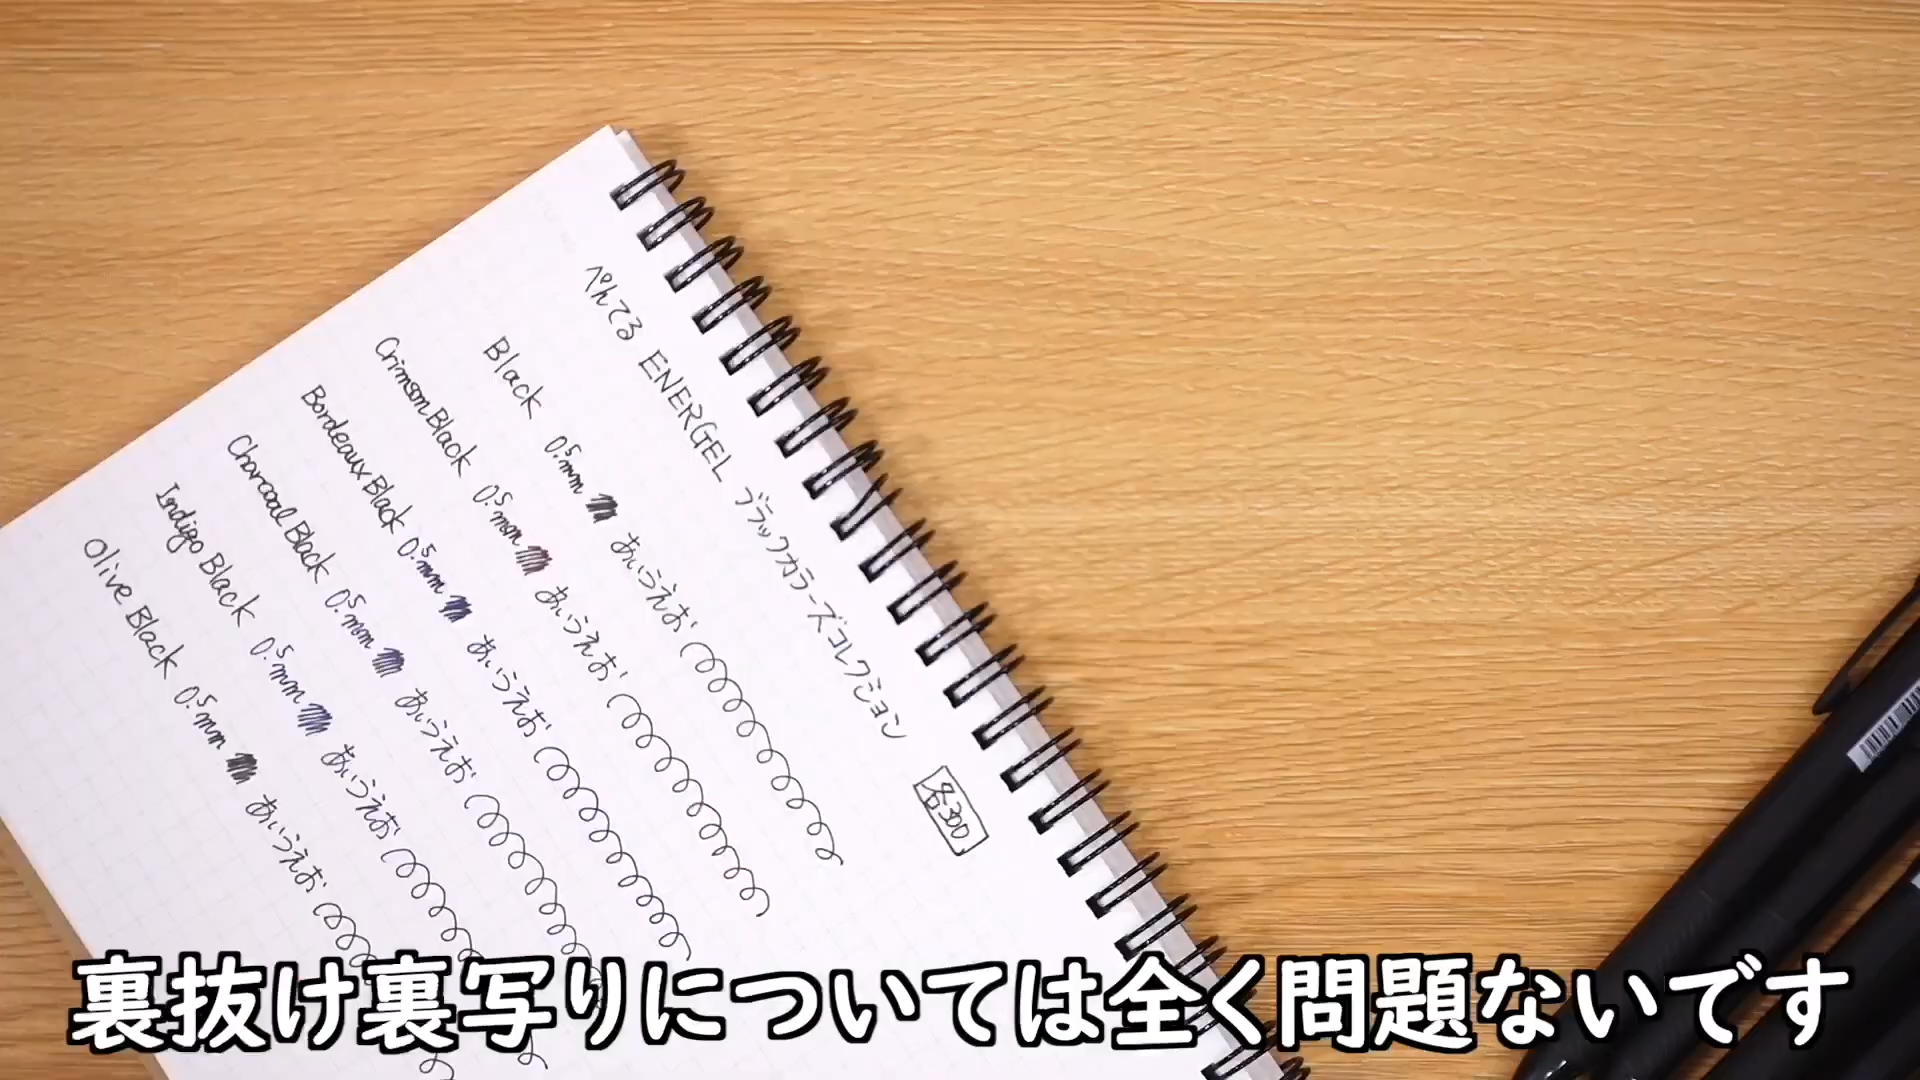 ぺんてる ENERGEL ブラックカラーズコレクション 各300
Black 0.5mm あいうえお
Crimson Black 0.5mm あいうえお
Bordeaux Black 0.5mm あいうえお
Charcoal Black 0.5mm あいうえお
Indigo Black 0.5mm あいうえお
Olive Black 0.5mm あいうえお
裏抜け裏写りについては全く問題ないです